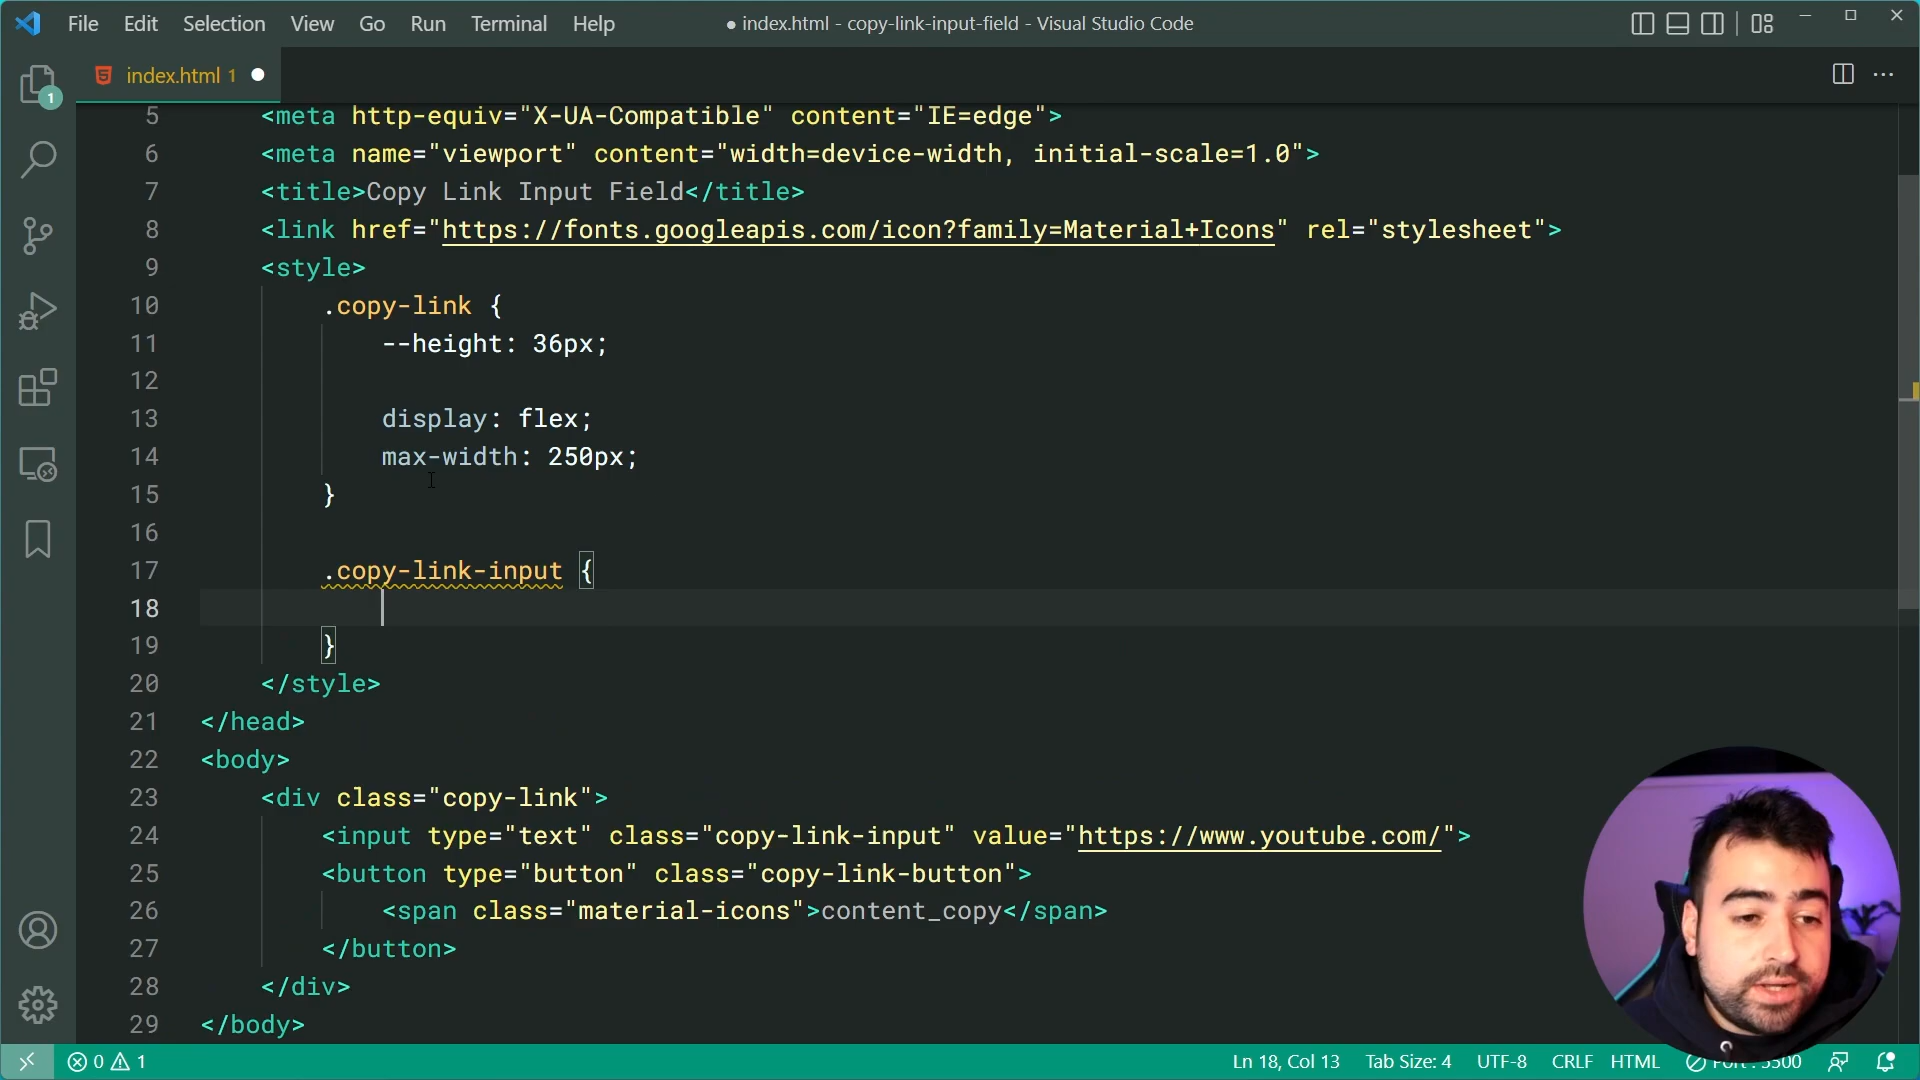 File Edit Selection View Go Run Terminal Help
● index.html - copy-link-input-field - Visual Studio Code
1
index.html 1 ●
5 <meta http-equiv="X-UA-Compatible" content="IE=edge">
6 <meta name="viewport" content="width=device-width, initial-scale=1.0">
7 <title>Copy Link Input Field</title>
8 <link href="https://fonts.googleapis.com/icon?family=Material+Icons" rel="stylesheet">
9 <style>
10 .copy-link {
11 --height: 36px;
12
13 display: flex;
14 max-width: 250px;
15 }
16
17 .copy-link-input {
18
19 }
20 </style>
21 </head>
22 <body>
23 <div class="copy-link">
24 <input type="text" class="copy-link-input" value="https://www.youtube.com/">
25 <button type="button" class="copy-link-button">
26 <span class="material-icons">content_copy</span>
27 </button>
28 </div>
29 </body>
0 1 Ln 18, Col 13 Tab Size: 4 UTF-8 CRLF HTML